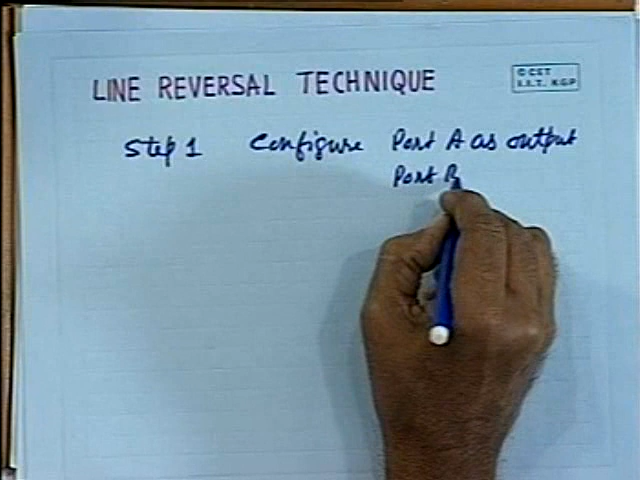 LINE REVERSAL TECHNIQUE
© CET
I.I.T. KGP
Step 1 Configure Port A as output
Port B